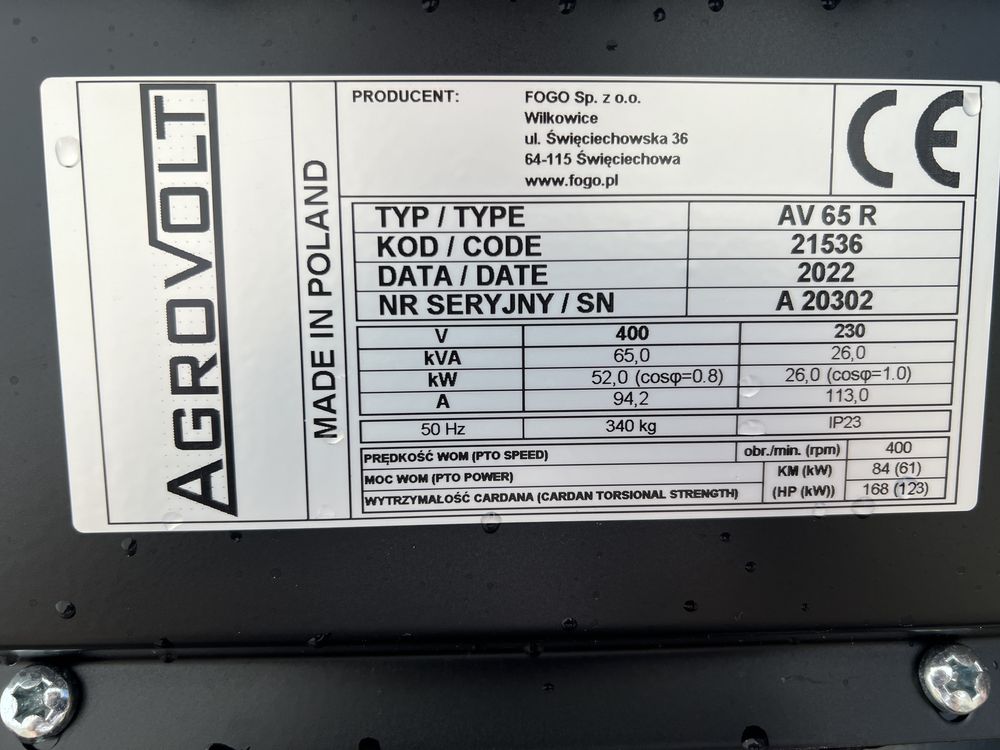 AGROVOLT
MADE IN POLAND
PRODUCENT: FOGO Sp. z o.o.
Wilkowice
ul. Święciechowska 36
64-115 Święciechowa
www.fogo.pl
CE
TYP / TYPE AV 65 R
KOD / CODE 21536
DATA / DATE 2022
NR SERYJNY / SN A 20302
V 400 230
kVA 65,0 26,0
kW 52,0 (cosφ=0.8) 26,0 (cosφ=1.0)
A 94,2 113,0
50 Hz 340 kg IP23
PRĘDKOŚĆ WOM (PTO SPEED) obr./min. (rpm) 400
MOC WOM (PTO POWER) KM (kW) 84 (61)
WYTRZYMAŁOŚĆ CARDANA (CARDAN TORSIONAL STRENGTH) (HP (kW)) 168 (123)